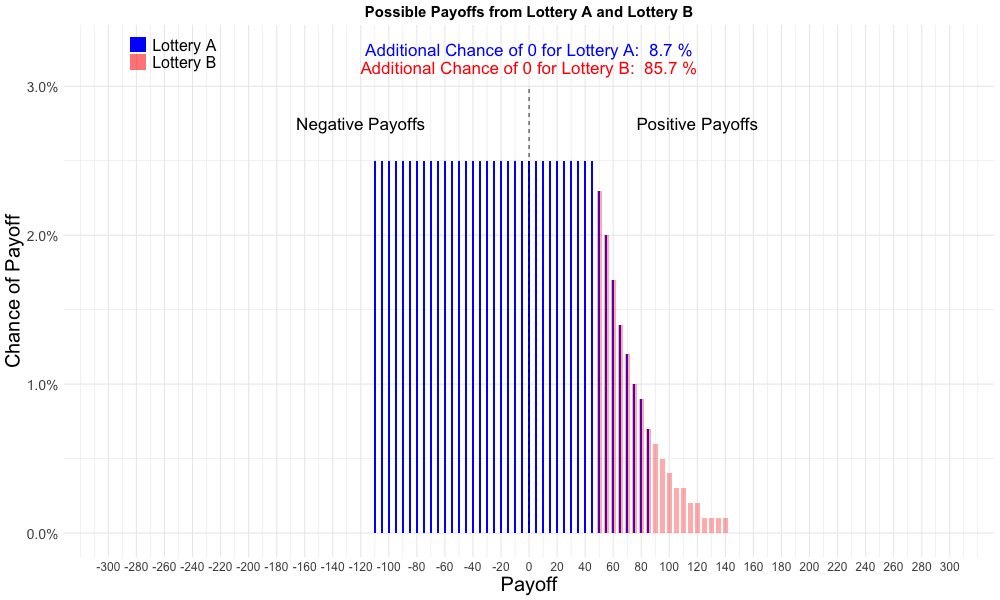 Possible Payoffs from Lottery A and Lottery B
Lottery A
Lottery B
Additional Chance of 0 for Lottery A:  8.7 %
Additional Chance of 0 for Lottery B:  85.7 %
Negative Payoffs
Positive Payoffs
Chance of Payoff
3.0%
2.0%
1.0%
0.0%
-300 -280 -260 -240 -220 -200 -180 -160 -140 -120 -100 -80 -60 -40 -20 0 20 40 60 80 100 120 140 160 180 200 220 240 260 280 300
Payoff